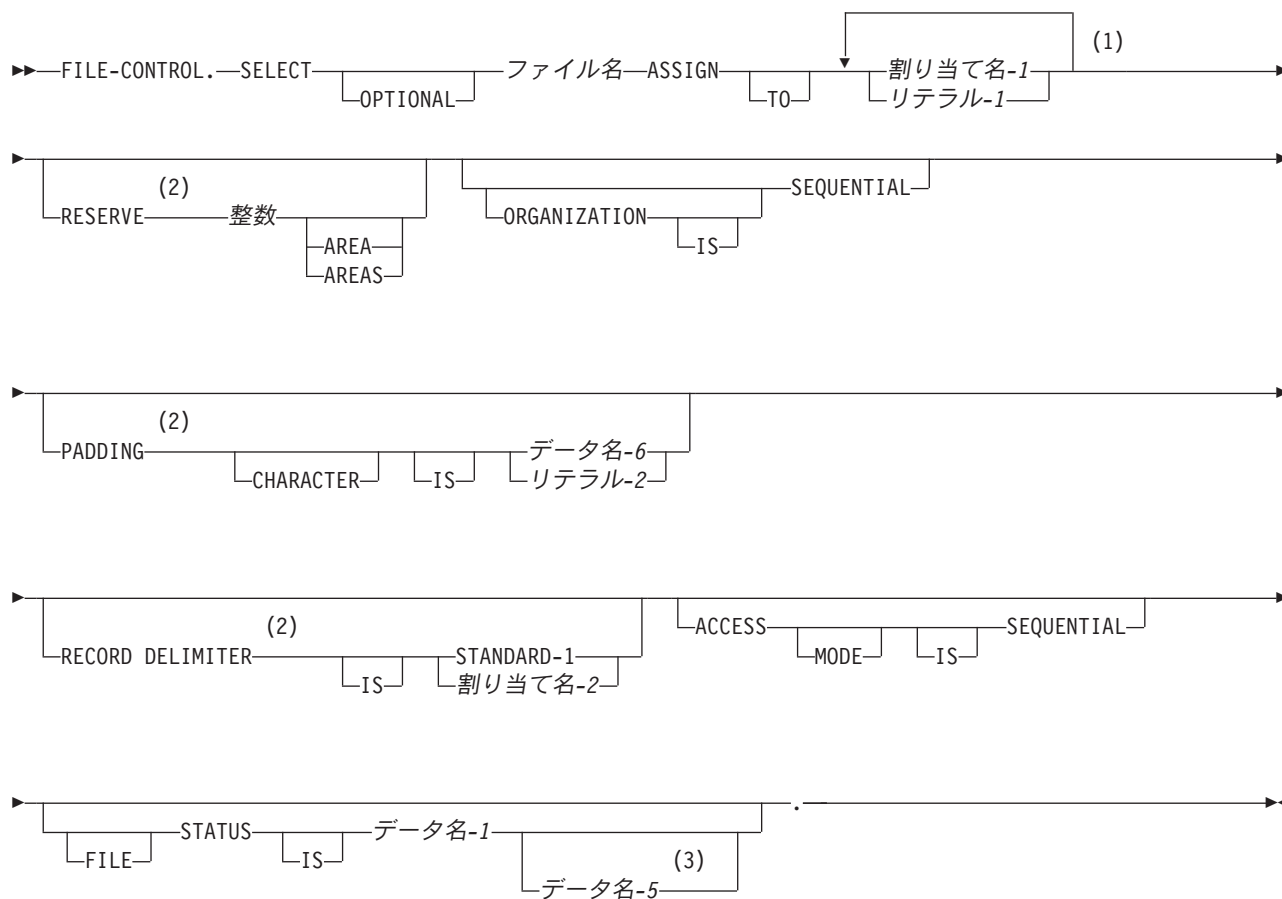 (1)
FILE-CONTROL. SELECT ファイル名 ASSIGN 割り当て名-1
OPTIONAL TO リテラル-1
(2) SEQUENTIAL
RESERVE 整数 ORGANIZATION
AREA IS
AREAS
(2)
PADDING データ名-6
CHARACTER IS リテラル-2
(2) ACCESS SEQUENTIAL
RECORD DELIMITER STANDARD-1 MODE IS
IS 割り当て名-2
.
STATUS データ名-1
FILE IS (3)
データ名-5